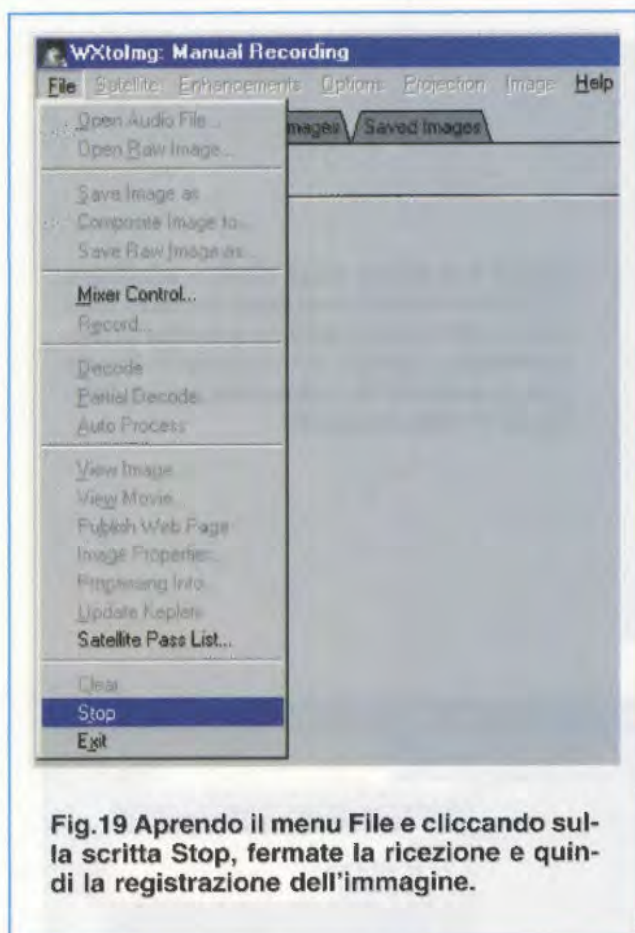 WXtoImg: Manual Recording
File Satellite Enhancements Options Projection Image Help
Open Audio File...
Open Raw Image...
mages Saved Images
Save Image as
Composite Image to...
Save Raw Image as...
Mixer Control...
Record...
Decode
Partial Decode
Auto Process
View Image
View Movie
Publish Web Page
Image Properties...
Processing Info...
Update Keplers
Satellite Pass List...
Clear
Stop
Exit
Fig.19 Aprendo il menu File e cliccando sul-
la scritta Stop, fermate la ricezione e quin-
di la registrazione dell'immagine.